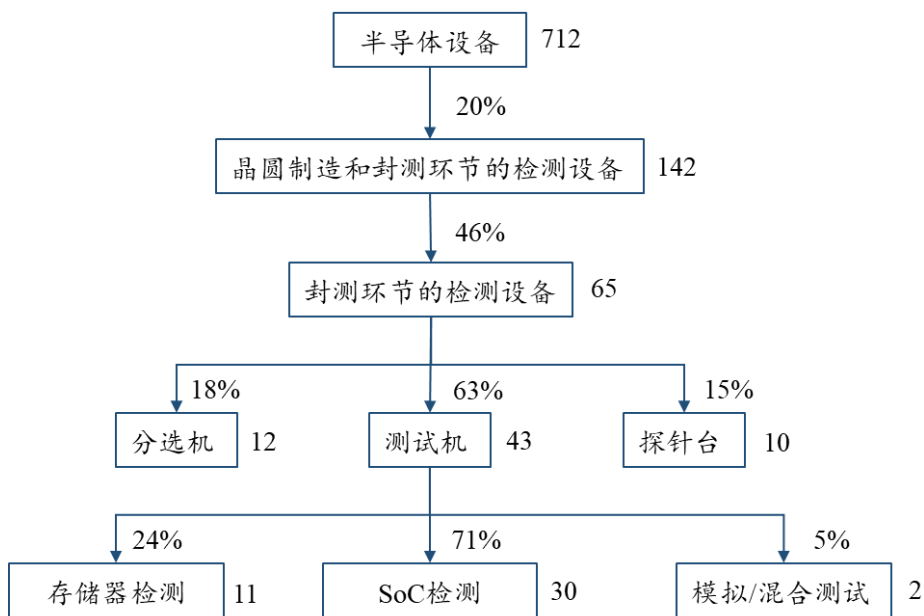 半导体设备 712
20%
晶圆制造和封测环节的检测设备 142
46%
封测环节的检测设备 65
18% 63% 15%
分选机 12 测试机 43 探针台 10
24% 71% 5%
存储器检测 11 SoC检测 30 模拟/混合测试 2